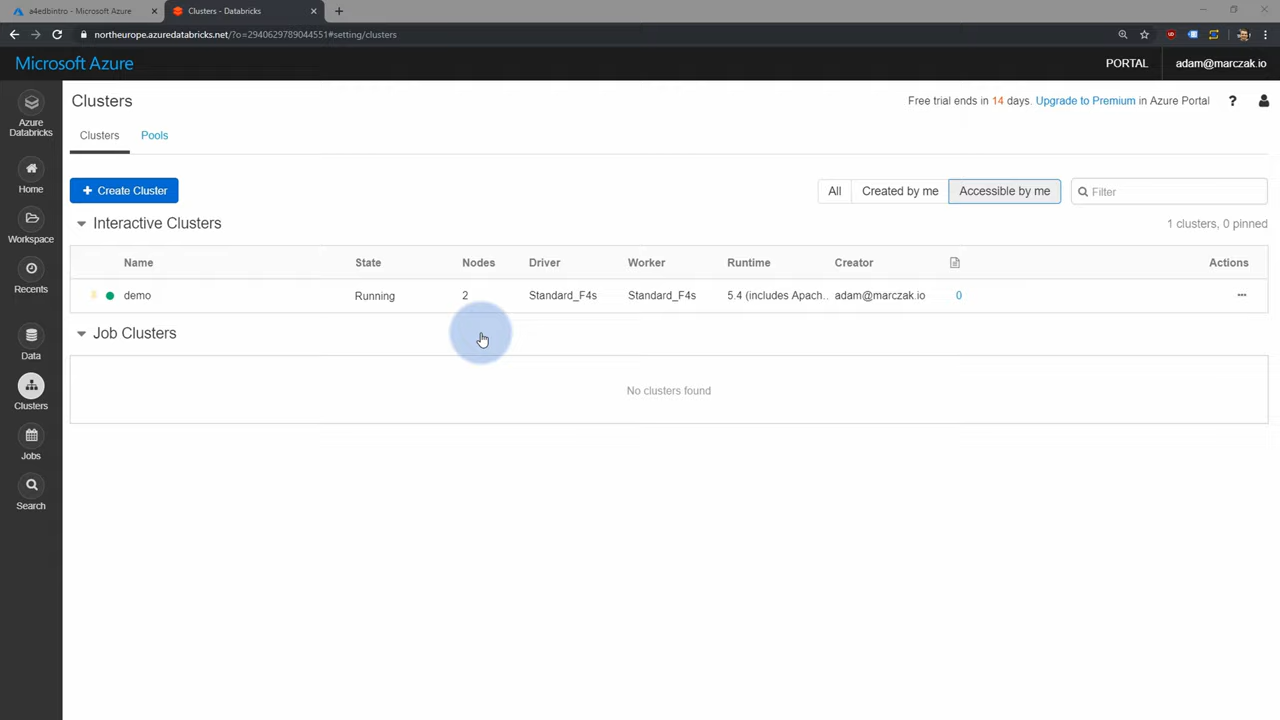 a4edbintro - Microsoft Azure
Clusters - Databricks
northeurope.azuredatabricks.net/?o=2940629789044551#setting/clusters
Microsoft Azure
PORTAL
adam@marczak.io
Azure
Databricks
Home
Workspace
Recents
Data
Clusters
Jobs
Search
Clusters
Free trial ends in 14 days. Upgrade to Premium in Azure Portal
?
Clusters Pools
+ Create Cluster
All Created by me Accessible by me Filter
Interactive Clusters
1 clusters, 0 pinned
Name State Nodes Driver Worker Runtime Creator Actions
demo Running 2 Standard_F4s Standard_F4s 5.4 (includes Apach... adam@marczak.io 0 ...
Job Clusters
No clusters found